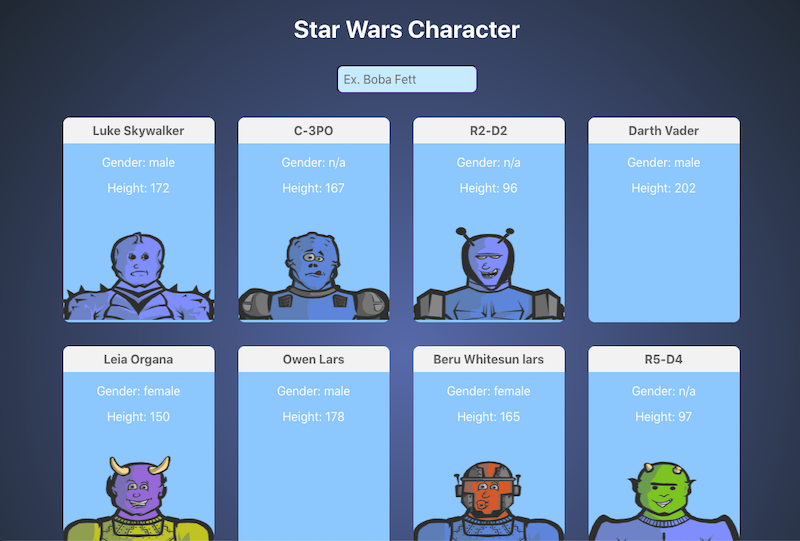 Star Wars Character
Ex. Boba Fett
Luke Skywalker
Gender: male
Height: 172
C-3PO
Gender: n/a
Height: 167
R2-D2
Gender: n/a
Height: 96
Darth Vader
Gender: male
Height: 202
Leia Organa
Gender: female
Height: 150
Owen Lars
Gender: male
Height: 178
Beru Whitesun lars
Gender: female
Height: 165
R5-D4
Gender: n/a
Height: 97